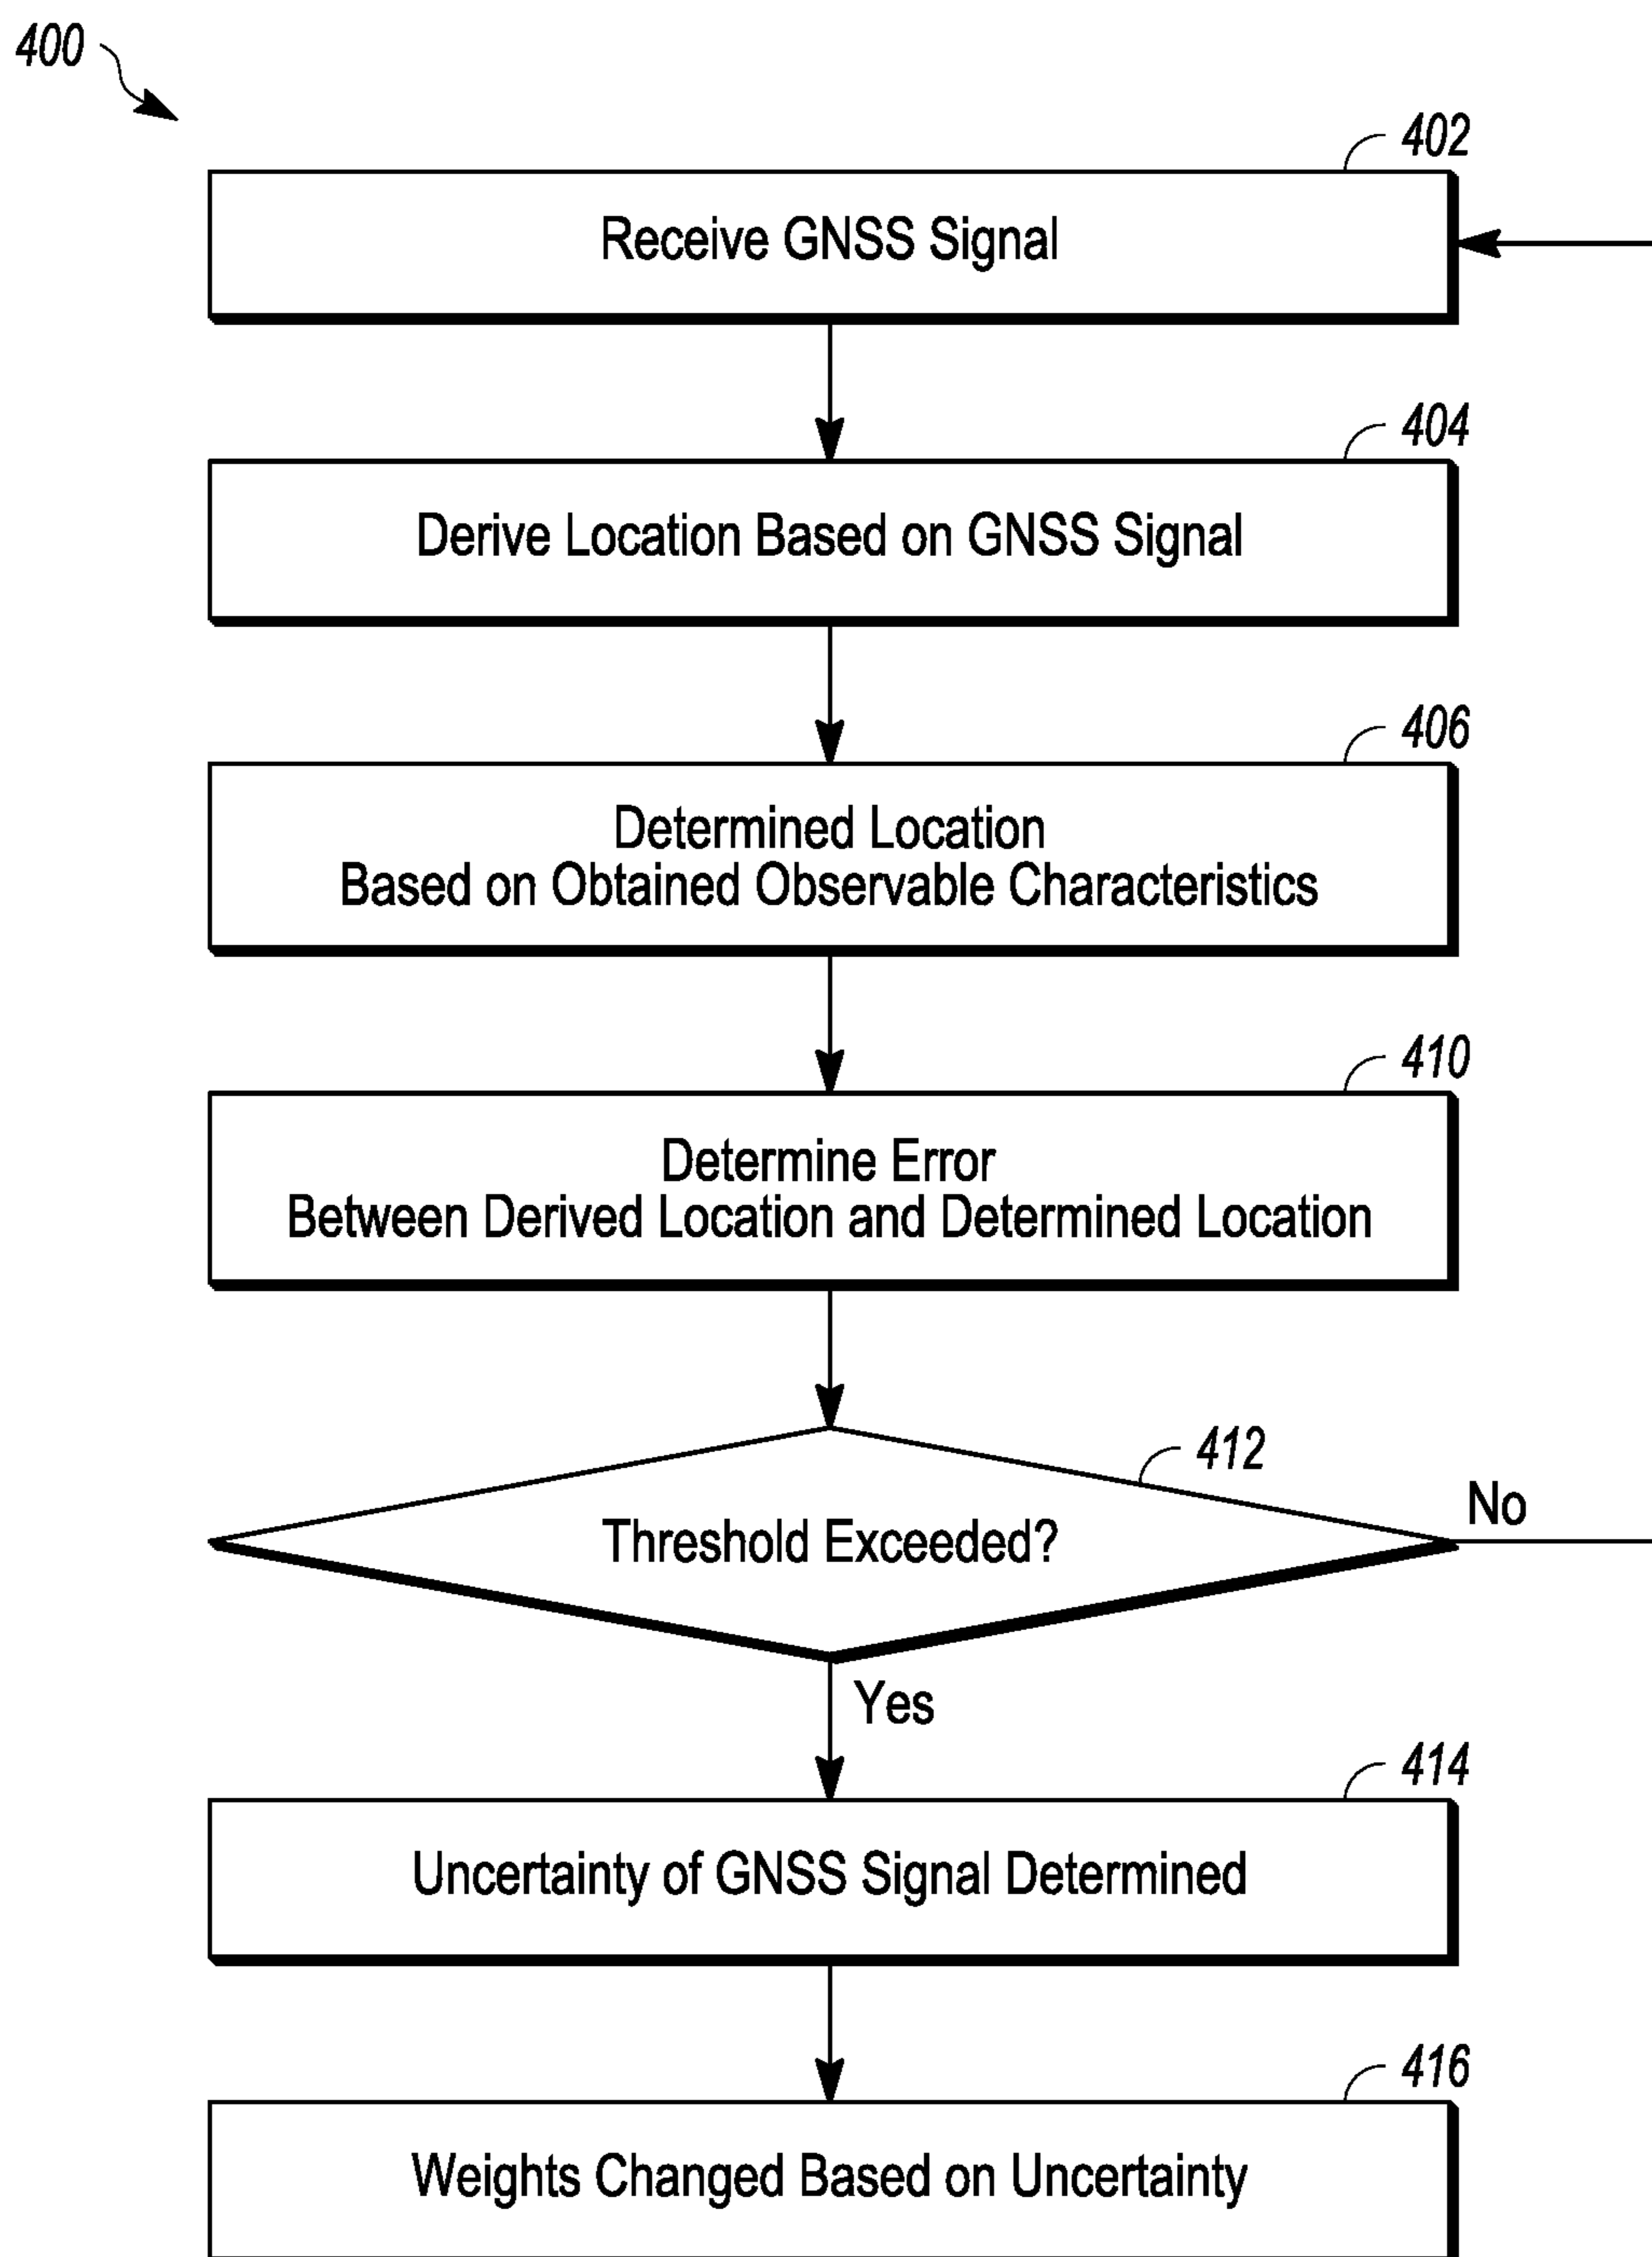 400
402
Receive GNSS Signal
404
Derive Location Based on GNSS Signal
406
Determined Location
Based on Obtained Observable Characteristics
410
Determine Error
Between Derived Location and Determined Location
412
Threshold Exceeded?
No
Yes
414
Uncertainty of GNSS Signal Determined
416
Weights Changed Based on Uncertainty